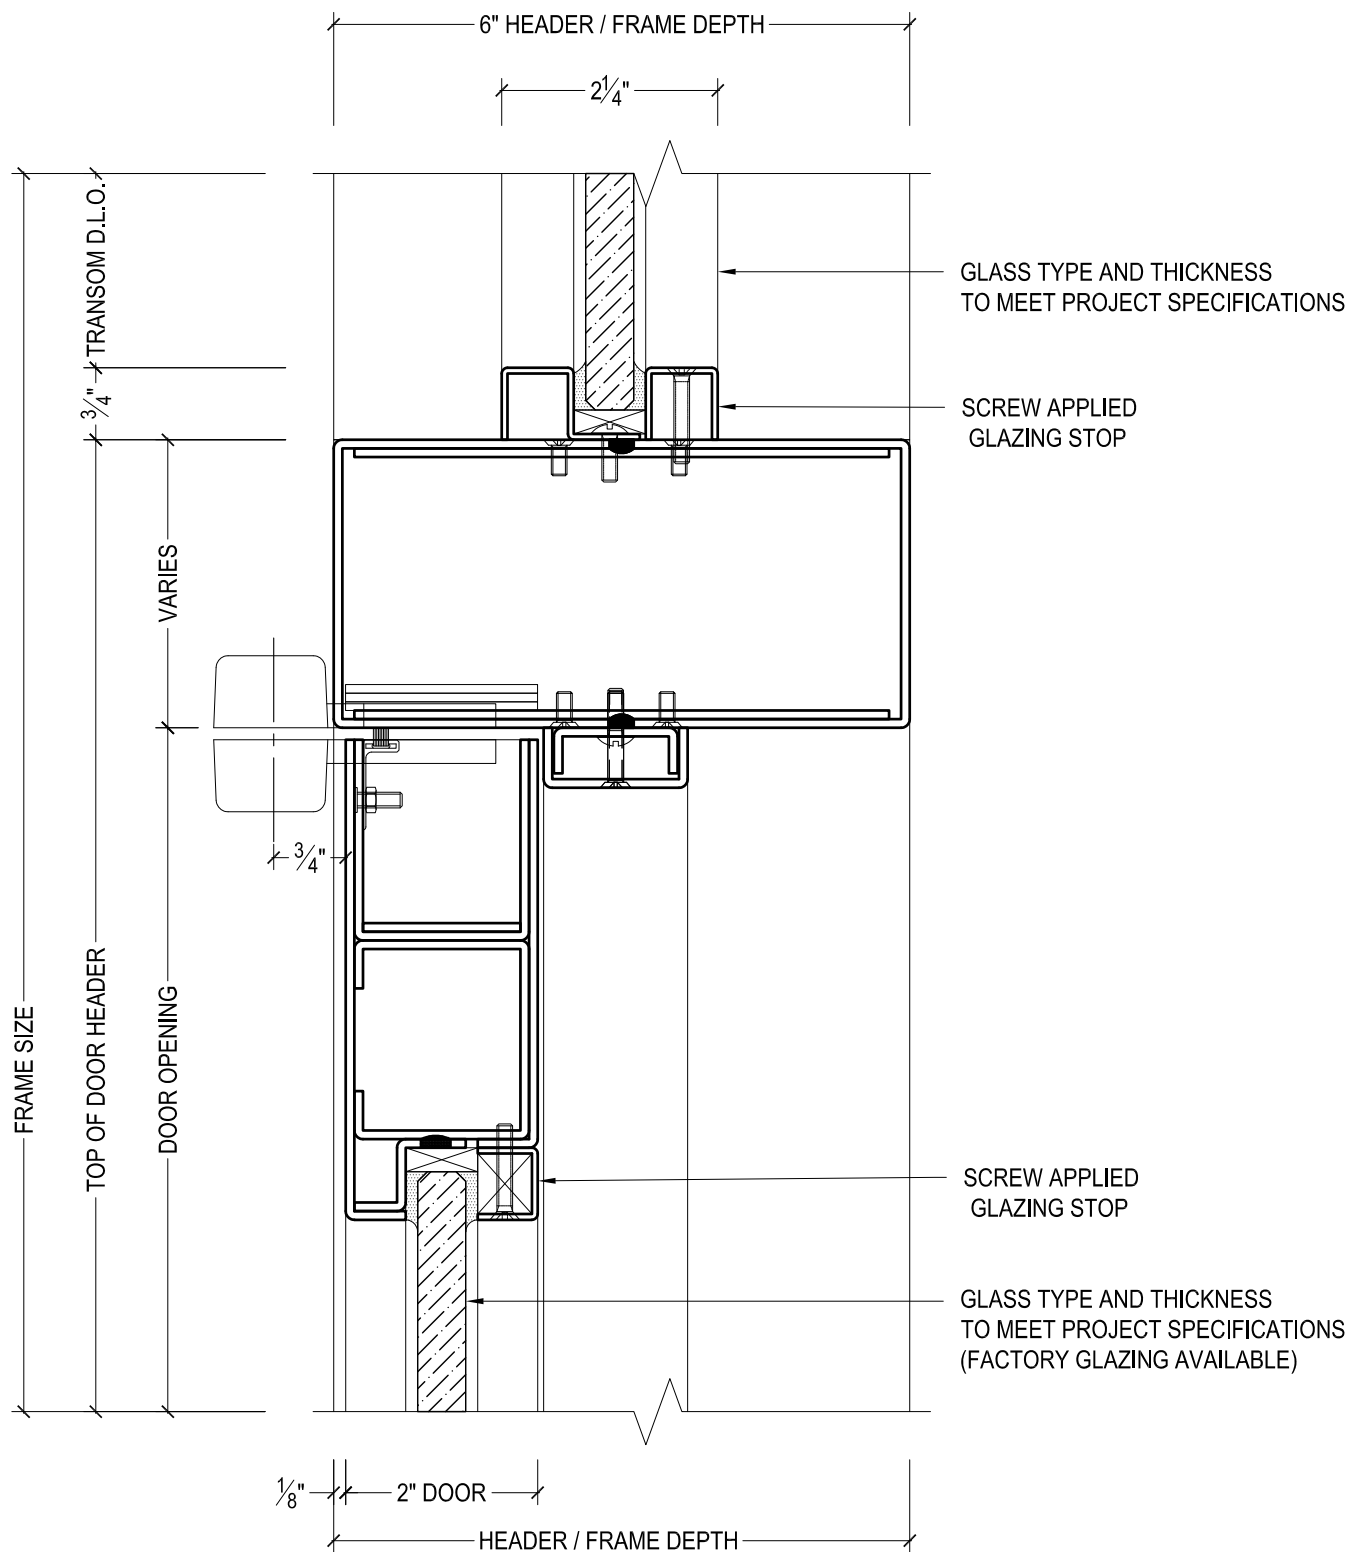 6" HEADER / FRAME DEPTH
2 1/4"
TRANSOM D.L.O.
3/4"
GLASS TYPE AND THICKNESS
TO MEET PROJECT SPECIFICATIONS
SCREW APPLIED
GLAZING STOP
VARIES
3/4"
FRAME SIZE
TOP OF DOOR HEADER
DOOR OPENING
SCREW APPLIED
GLAZING STOP
GLASS TYPE AND THICKNESS
TO MEET PROJECT SPECIFICATIONS
(FACTORY GLAZING AVAILABLE)
1/8"
2" DOOR
HEADER / FRAME DEPTH